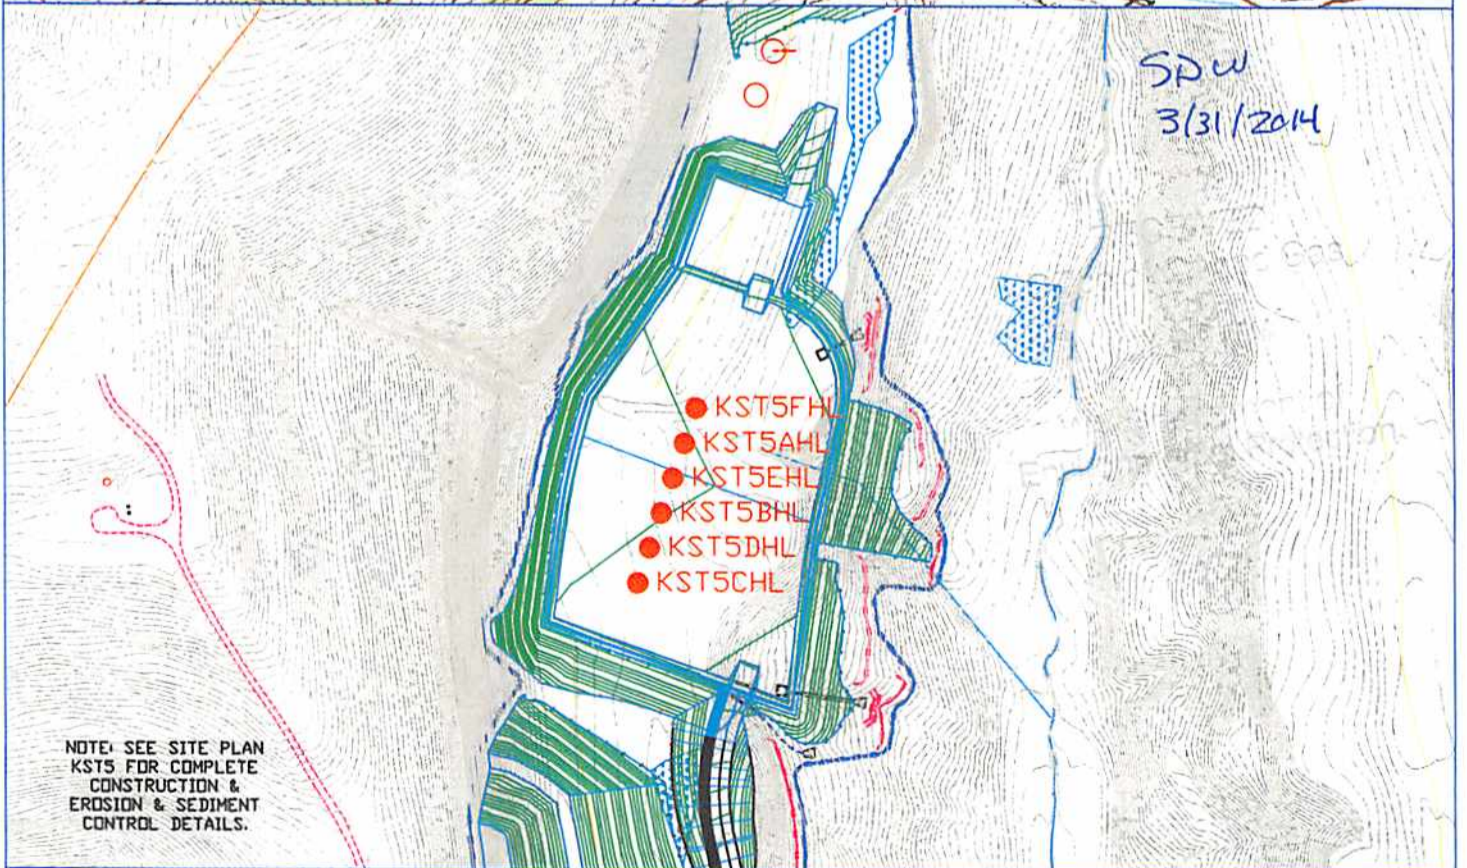 SDW
3/31/2014
KST5FHL
KST5AHL
KST5EHL
KST5BHL
KST5DHL
KST5CHL
NOTE: SEE SITE PLAN
KST5 FOR COMPLETE
CONSTRUCTION &
EROSION & SEDIMENT
CONTROL DETAILS.